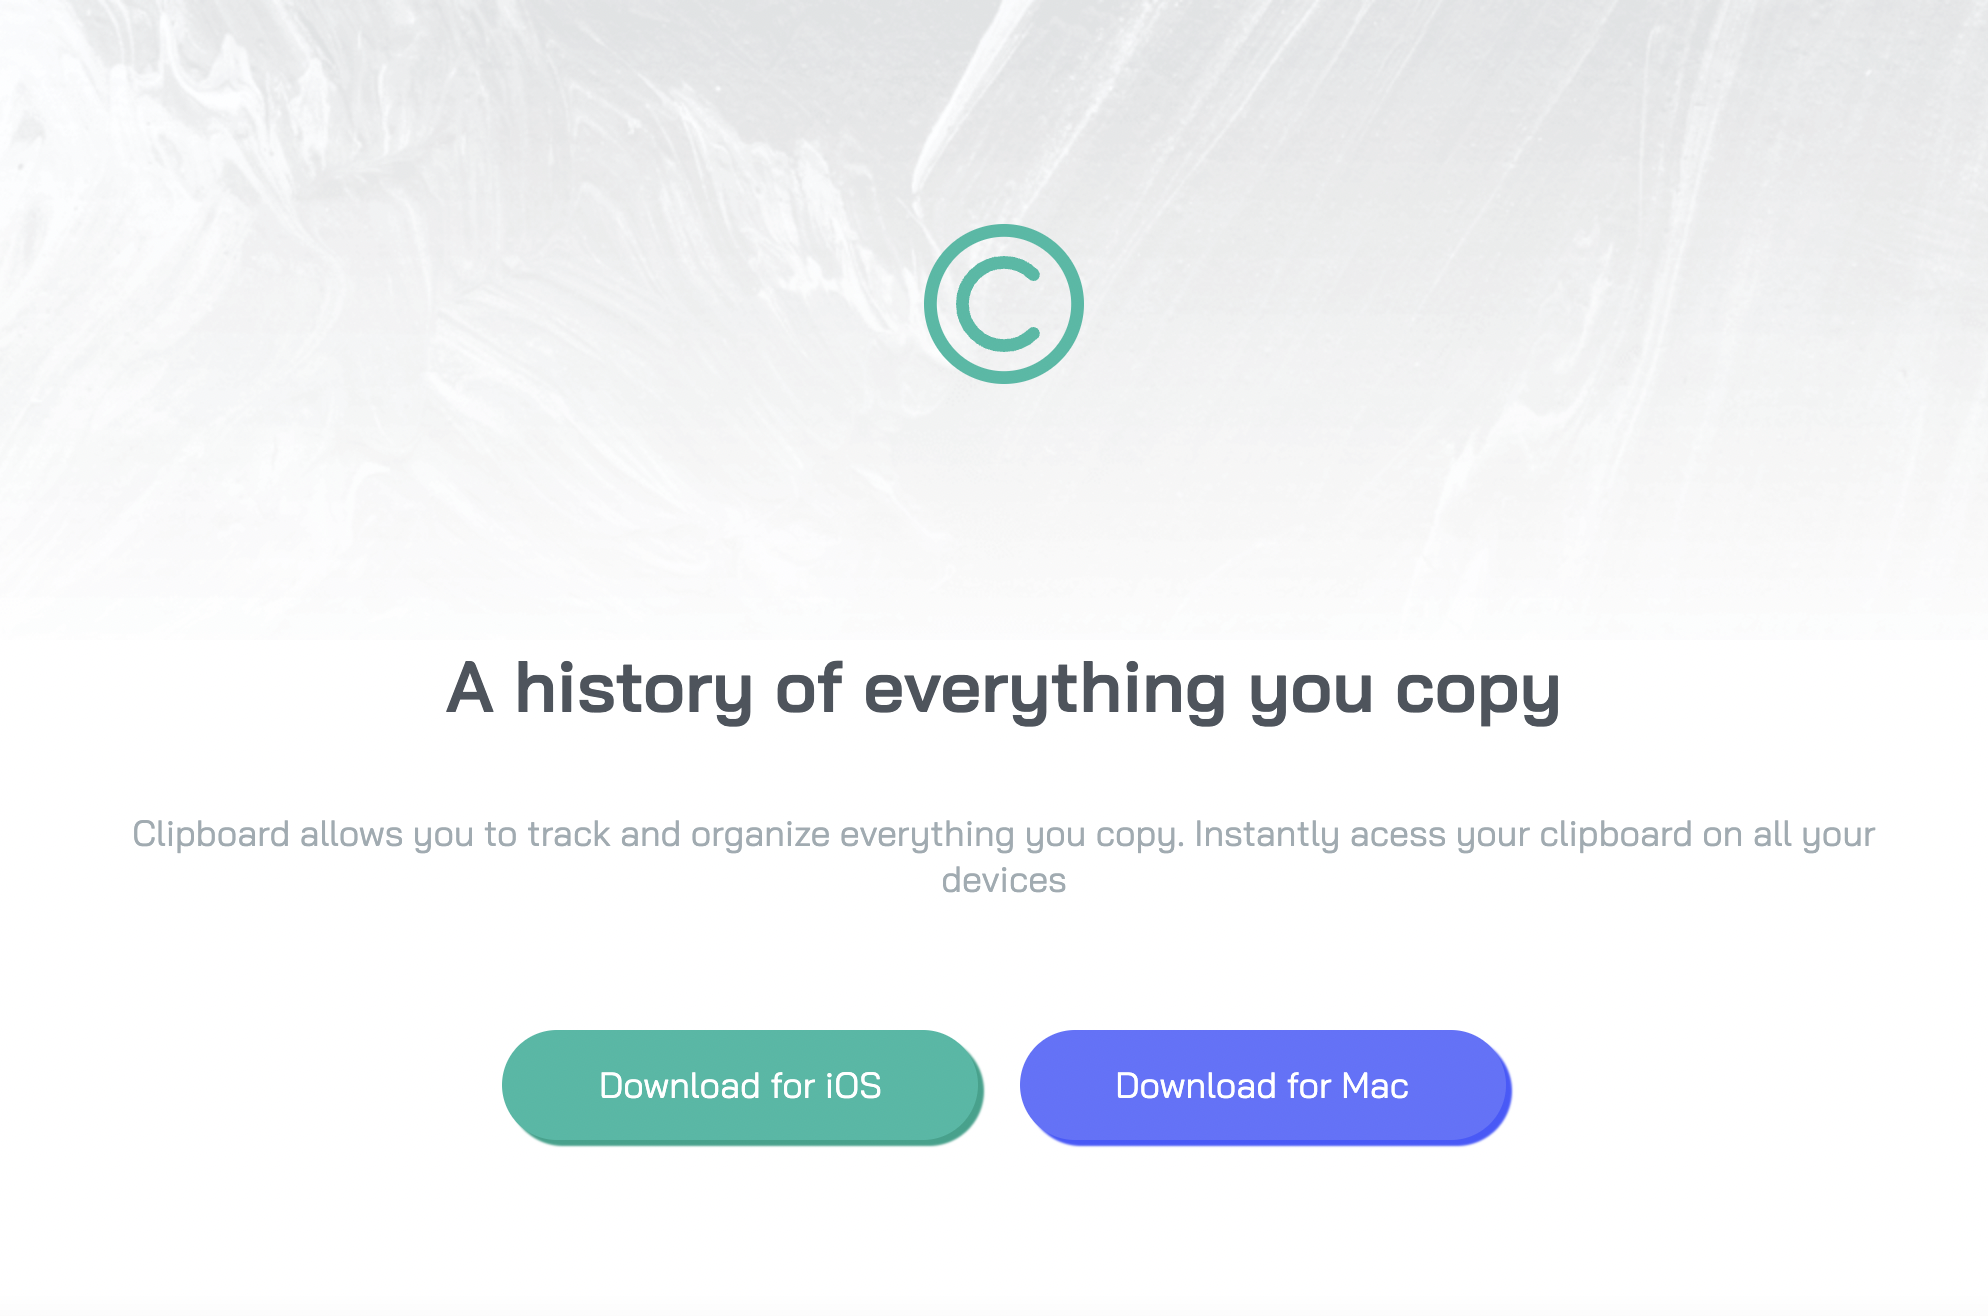 C
A history of everything you copy
Clipboard allows you to track and organize everything you copy. Instantly acess your clipboard on all your
devices
Download for iOS
Download for Mac